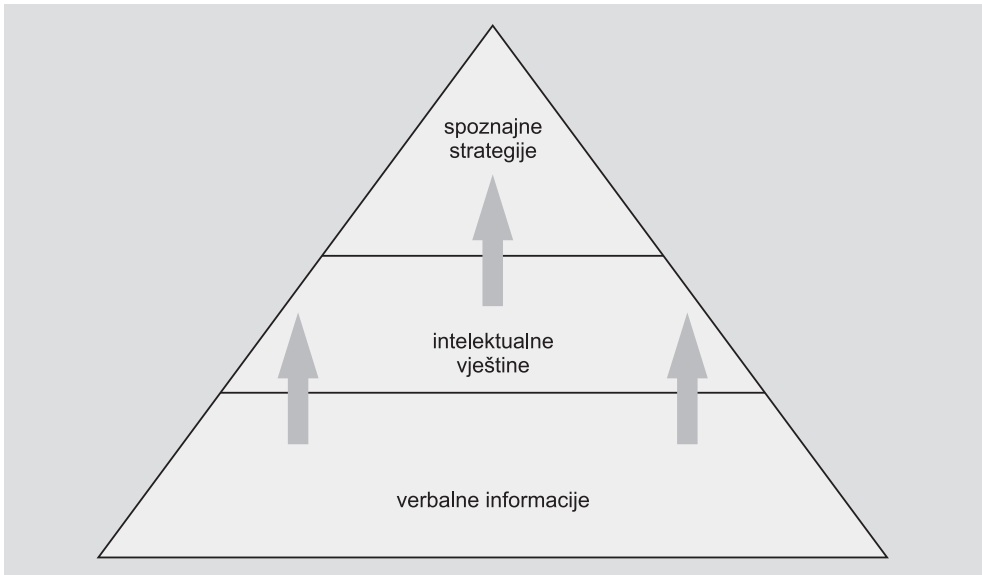 spoznajne
strategije
intelektualne
vještine
verbalne informacije